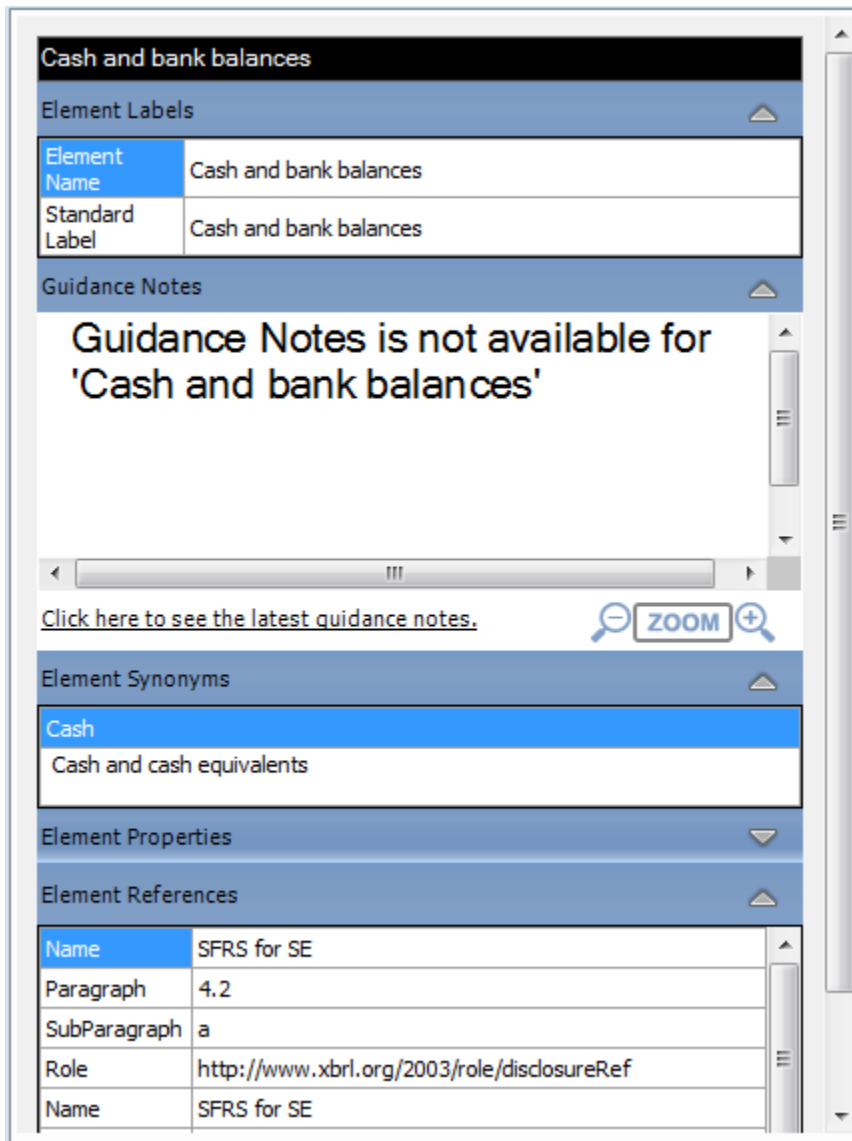 Cash and bank balances
Element Labels
Element
Name
Cash and bank balances
Standard
Label
Cash and bank balances
Guidance Notes
Guidance Notes is not available for
'Cash and bank balances'
Click here to see the latest guidance notes.
ZOOM
Element Synonyms
Cash
Cash and cash equivalents
Element Properties
Element References
Name SFRS for SE
Paragraph 4.2
SubParagraph a
Role http://www.xbrl.org/2003/role/disclosureRef
Name SFRS for SE